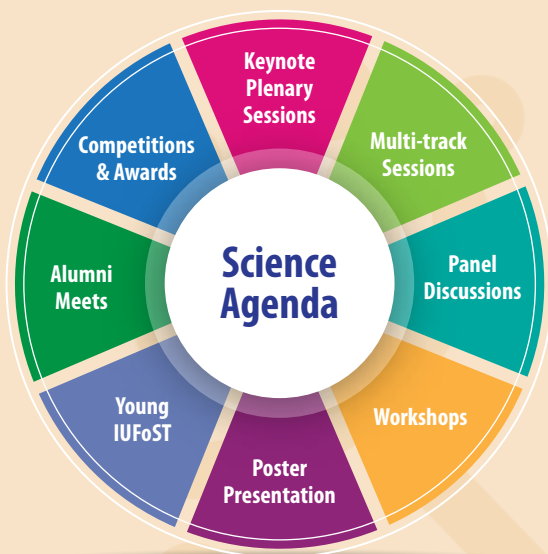 Science
Agenda
Keynote
Plenary
Sessions
Multi-track
Sessions
Panel
Discussions
Workshops
Poster
Presentation
Young
IUFoST
Alumni
Meets
Competitions
& Awards